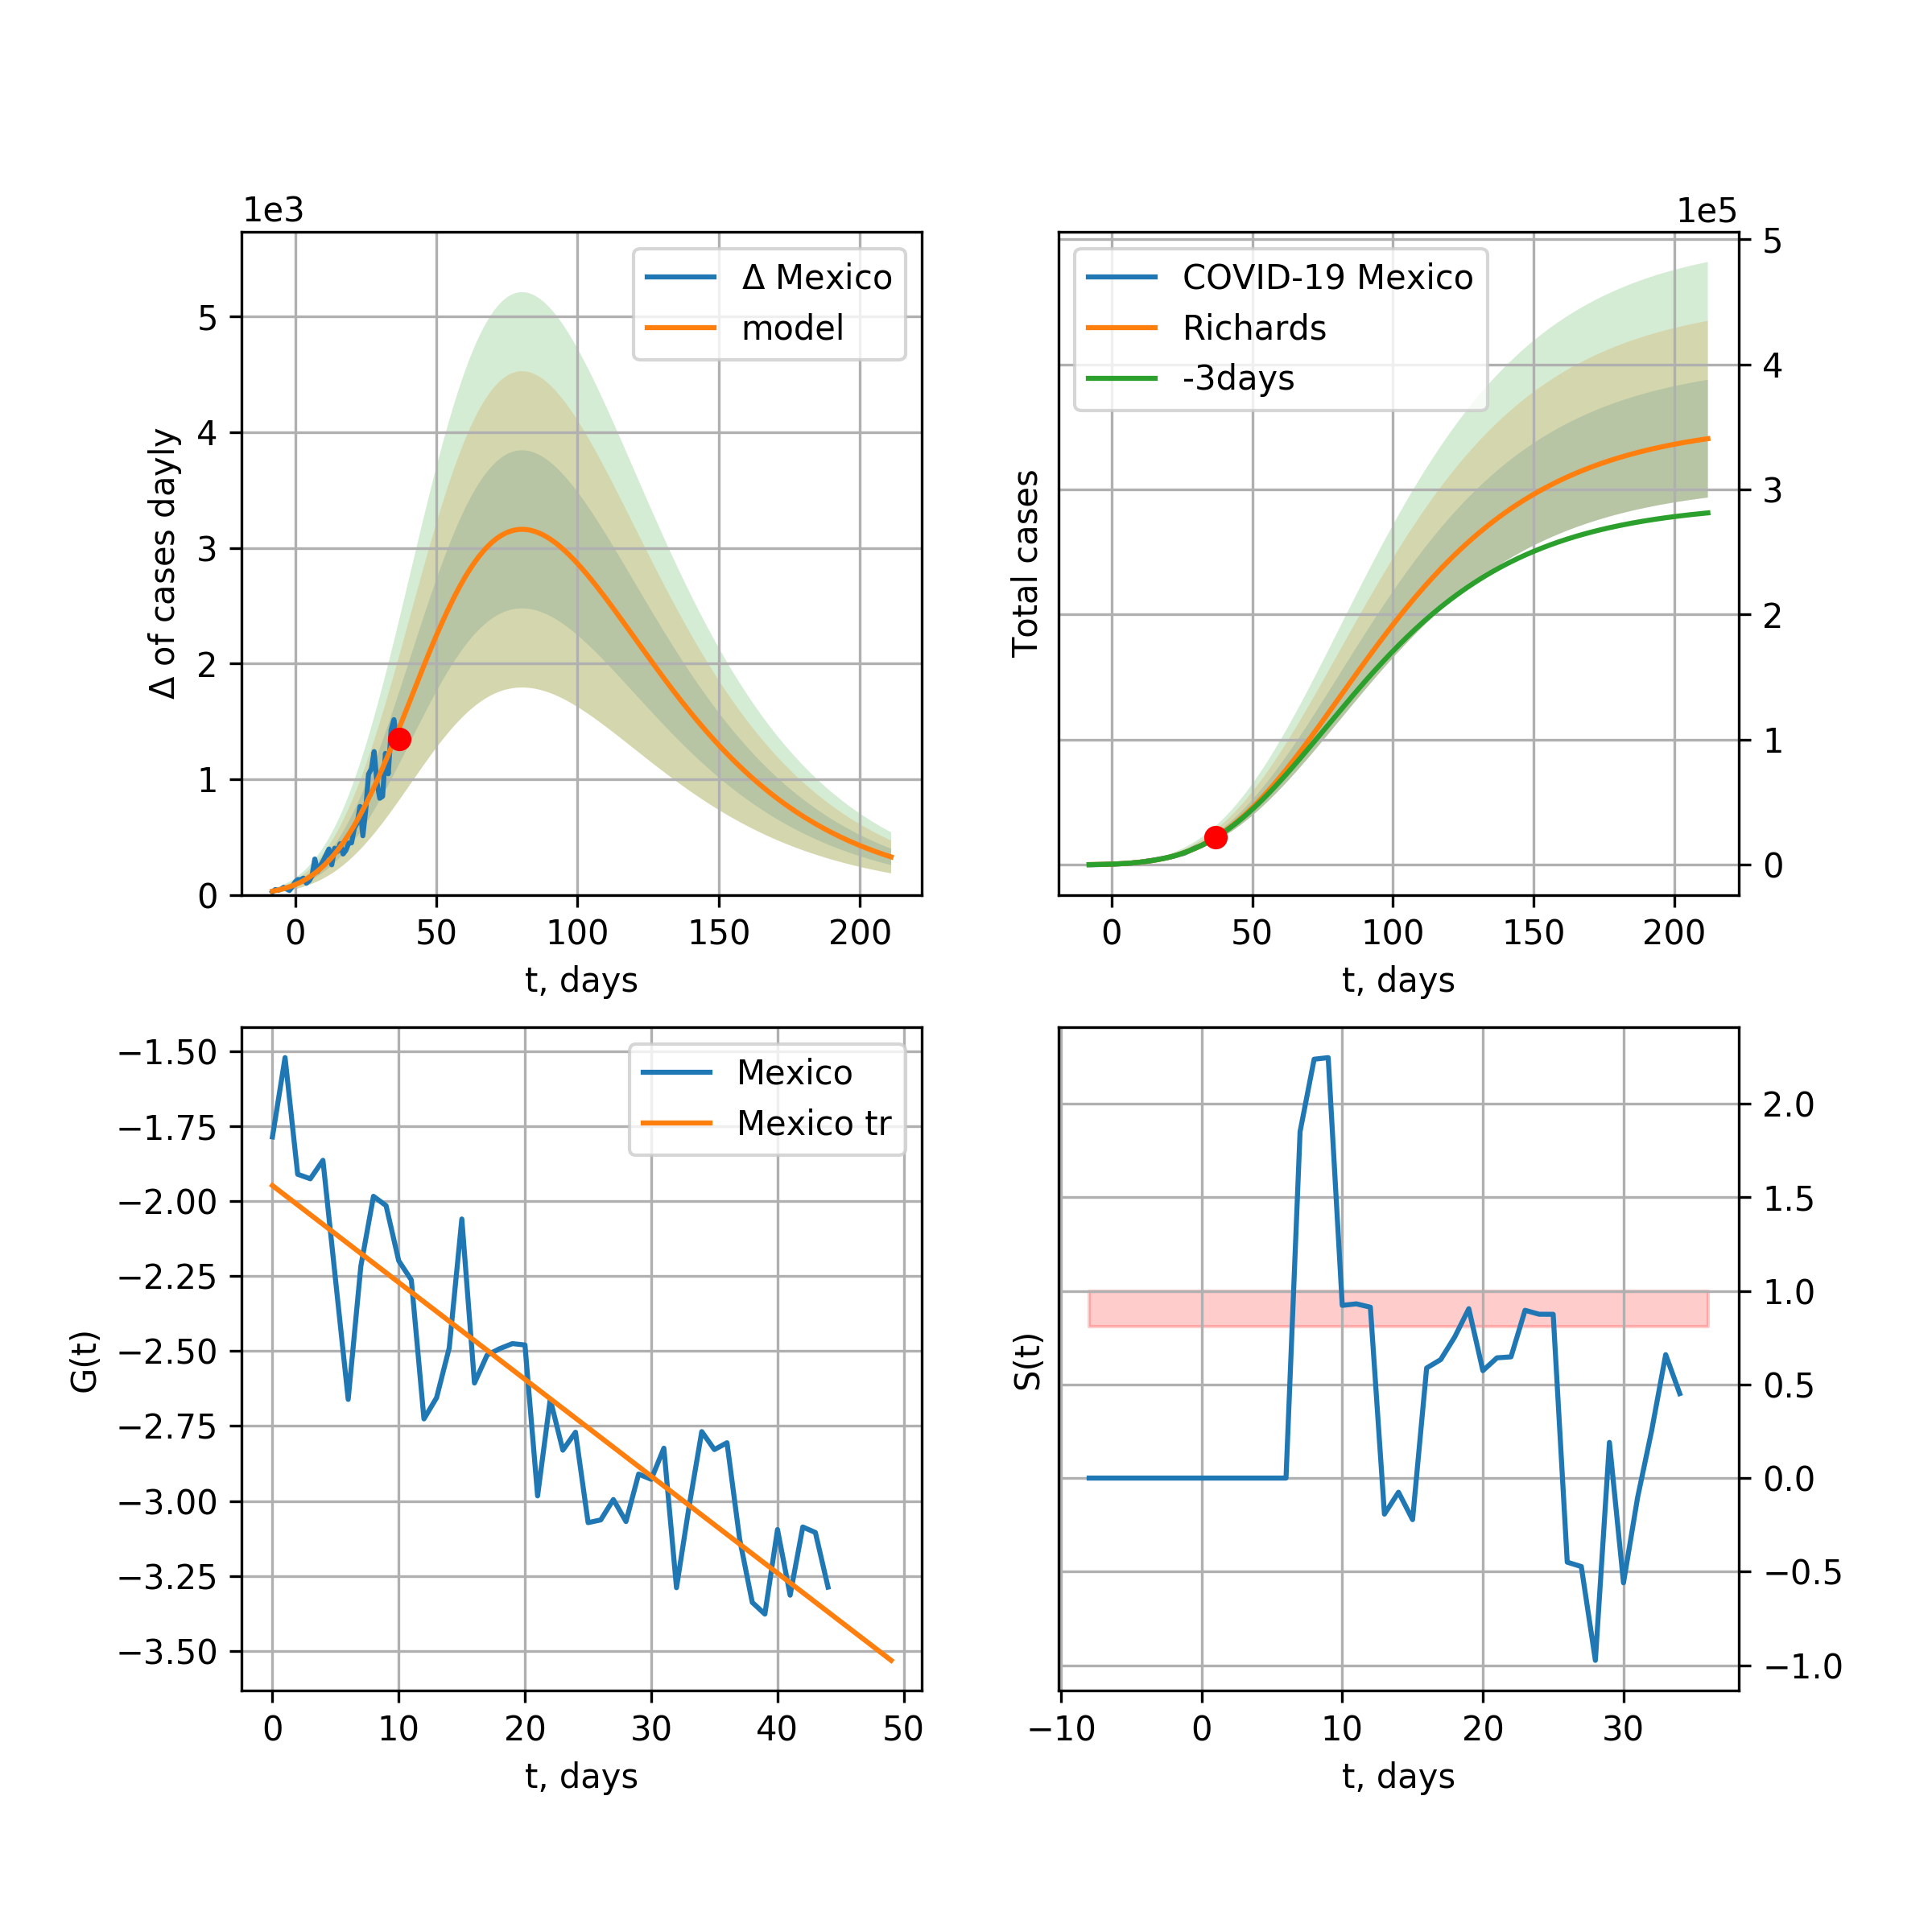 1e3
Δ Mexico
model
5
4
3
2
1
0
Δ of cases dayly
0 50 100 150 200
t, days
1e5
COVID-19 Mexico
Richards
-3days
5
4
3
2
1
0
Total cases
0 50 100 150 200
t, days
Mexico
Mexico tr
−1.50
−1.75
−2.00
−2.25
−2.50
−2.75
−3.00
−3.25
−3.50
G(t)
0 10 20 30 40 50
t, days
2.0
1.5
1.0
0.5
0.0
−0.5
−1.0
S(t)
−10 0 10 20 30
t, days